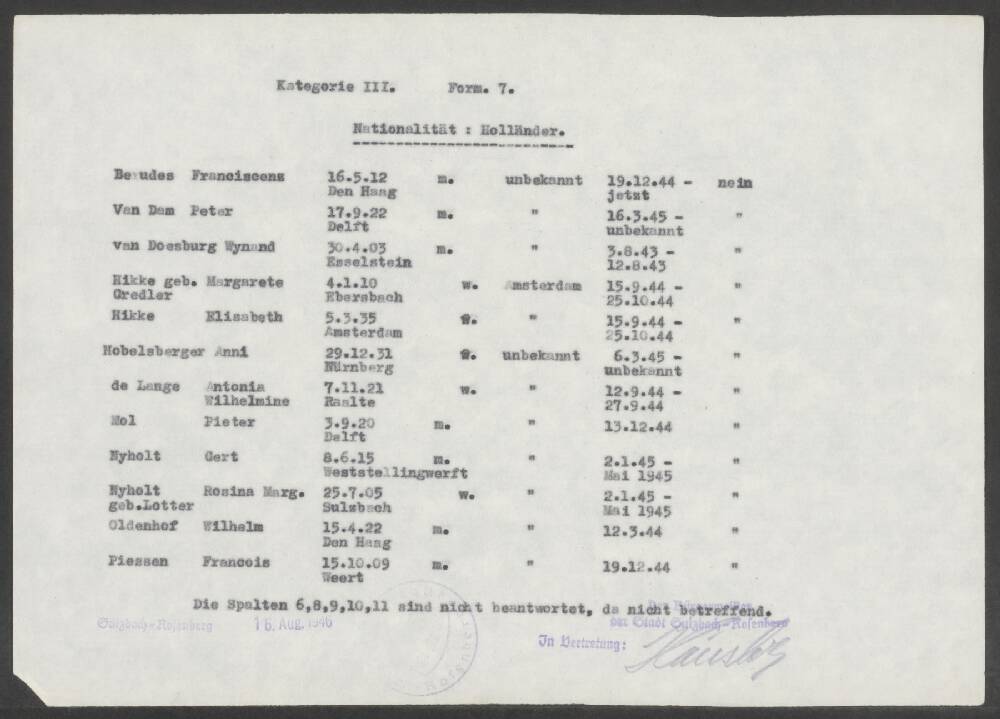 Kategorie III. Form. 7.
Nationalität : Holländer.
Berudes Franciscens 16.5.12 m. unbekannt 19.12.44 - nein
Den Haag jetzt
Van Dam Peter 17.9.22 m. " 16.3.45 - "
Delft unbekannt
van Doesburg Wynand 30.4.03 m. " 3.8.43 - "
Esselstein 12.8.43
Hikke geb. Margarete 4.1.10 w. Amsterdam 15.9.44 - "
Gredler Ebersbach 25.10.44
Hikke Elisabeth 5.3.35 w. " 15.9.44 - "
Amsterdam 25.10.44
Hobelsberger Anni 29.12.31 w. unbekannt 6.3.45 - "
Nürnberg unbekannt
de Lange Antonia 7.11.21 w. " 12.9.44 - "
Wilhelmine Raalte 27.9.44
Mol Pieter 3.9.20 m. " 13.12.44 "
Delft
Nyholt Gert 8.6.15 m. " 2.1.45 - "
Weststellingwerft Mai 1945
Nyholt Rosina Marg. 25.7.05 w. " 2.1.45 - "
geb.Lotter Sulzbach Mai 1945
Oldenhof Wilhelm 15.4.22 m. " 12.3.44 "
Den Haag
Piessen Francois 15.10.09 m. " 19.12.44 "
Weert
Die Spalten 6,8,9,10,11 sind nicht beantwortet, da nicht betreffend.
Der Bürgermeister
Sulzbach-Rosenberg 16. Aug. 1946 der Stadt Sulzbach-Rosenberg
In Vertretung: